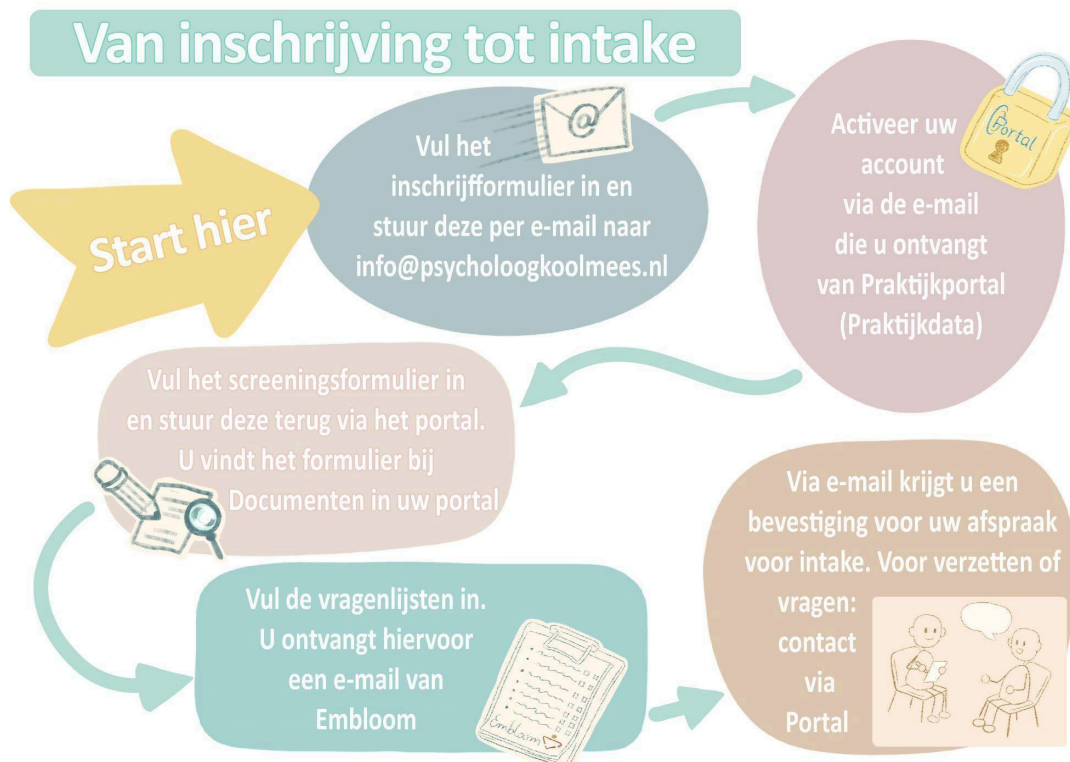 Van inschrijving tot intake
Start hier
Vul het
inschrijfformulier in en
stuur deze per e-mail naar
info@psycholoogkoolmees.nl
Activeer uw
account
via de e-mail
die u ontvangt
van Praktijkportal
(Praktijkdata)
Portal
Vul het screeningsformulier in
en stuur deze terug via het portal.
U vindt het formulier bij
Documenten in uw portal
Vul de vragenlijsten in.
U ontvangt hiervoor
een e-mail van
Embloom
Embloom
Via e-mail krijgt u een
bevestiging voor uw afspraak
voor intake. Voor verzetten of
vragen:
contact
via
Portal